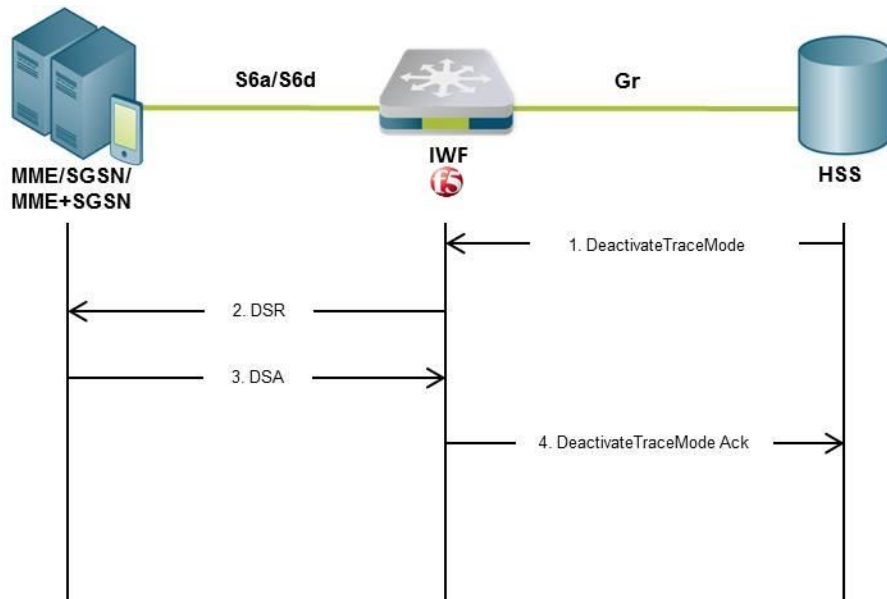 S6a/S6d
Gr
IWF
f5
HSS
MME/SGSN/
MME+SGSN
1. DeactivateTraceMode
2. DSR
3. DSA
4. DeactivateTraceMode Ack